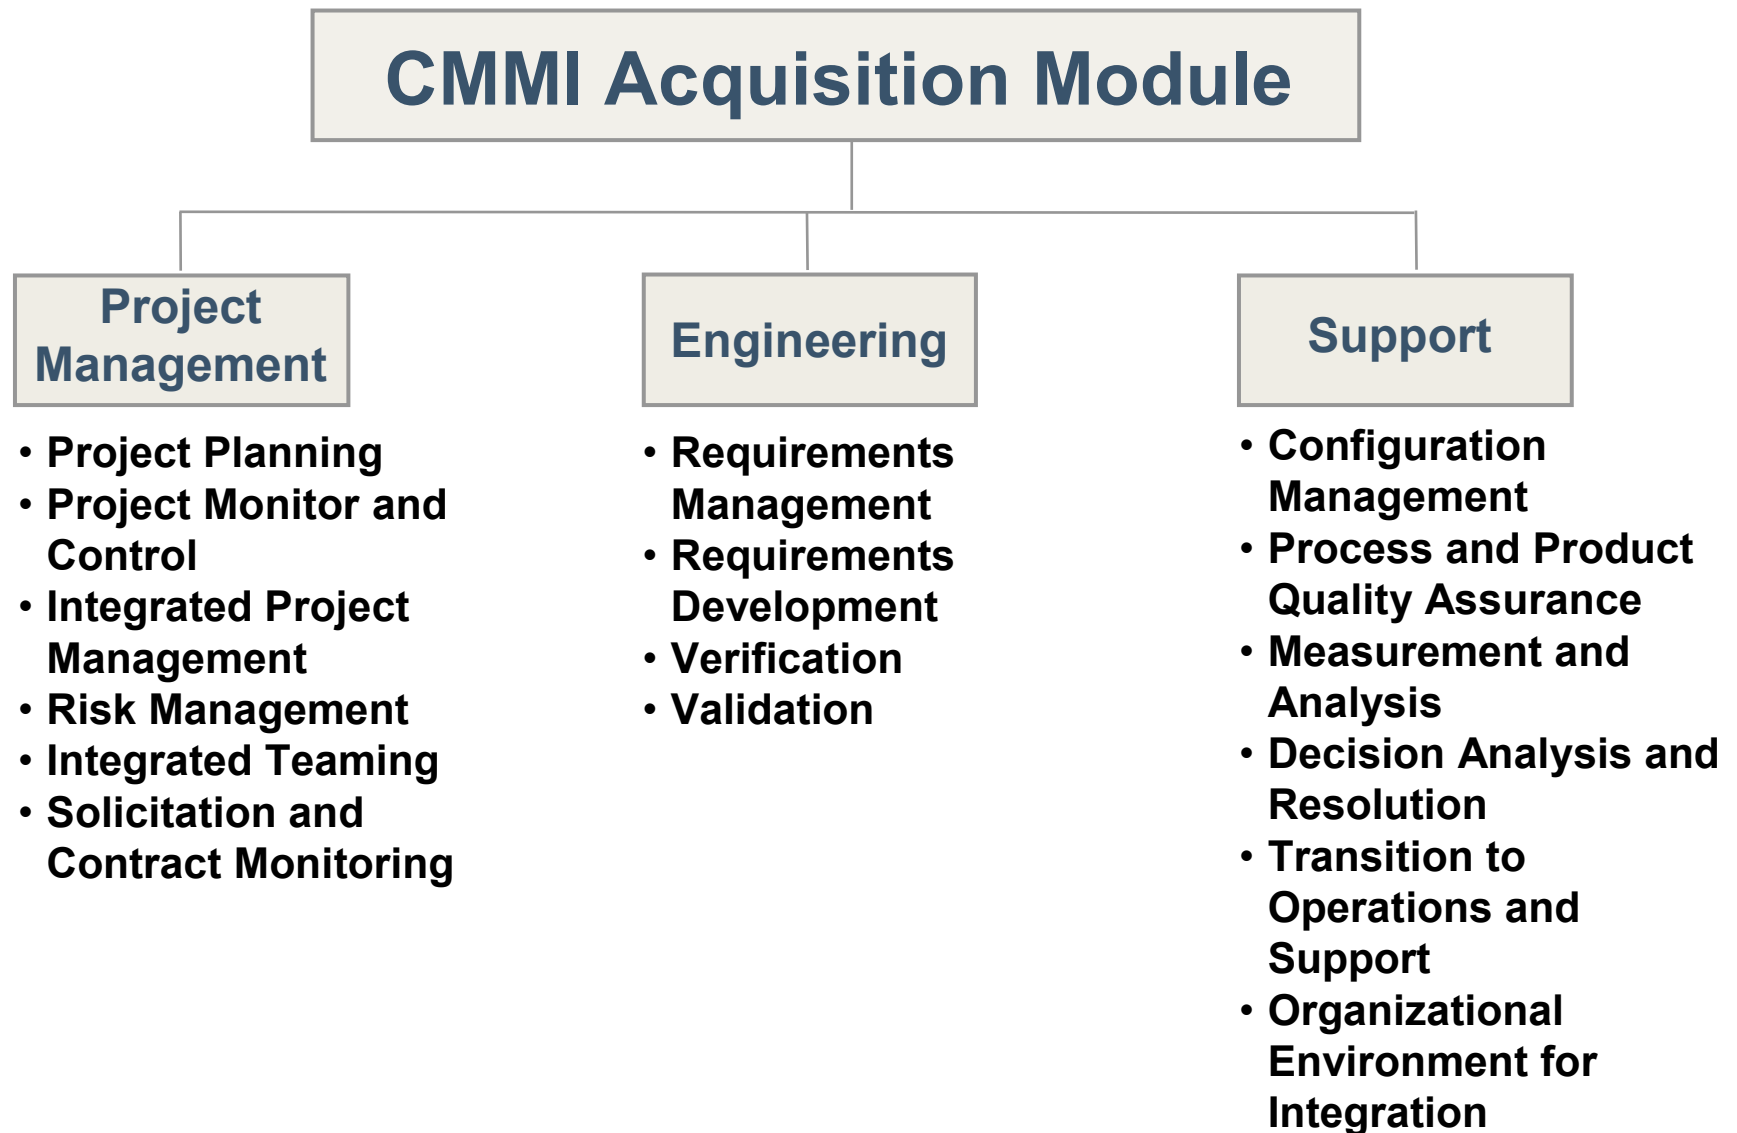 CMMI Acquisition Module
Project
Management
• Project Planning
• Project Monitor and
Control
• Integrated Project
Management
• Risk Management
• Integrated Teaming
• Solicitation and
Contract Monitoring
Engineering
• Requirements
Management
• Requirements
Development
• Verification
• Validation
Support
• Configuration
Management
• Process and Product
Quality Assurance
• Measurement and
Analysis
• Decision Analysis and
Resolution
• Transition to
Operations and
Support
• Organizational
Environment for
Integration